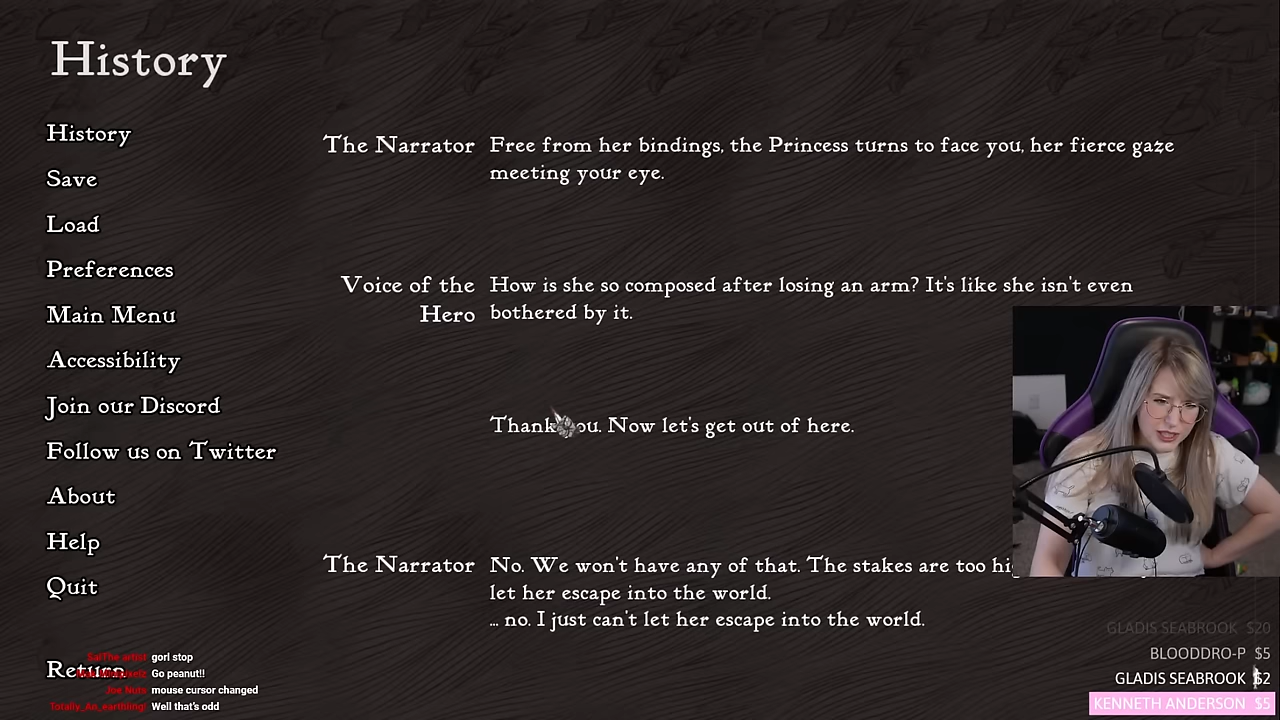 History
History
Save
Load
Preferences
Main Menu
Accessibility
Join our Discord
Follow us on Twitter
About
Help
Quit
Return
The Narrator
Free from her bindings, the Princess turns to face you, her fierce gaze
meeting your eye.
Voice of the
Hero
How is she so composed after losing an arm? It's like she isn't even
bothered by it.
Thank you. Now let's get out of here.
The Narrator
No. We won't have any of that. The stakes are too
let her escape into the world.
... no. I just can't let her escape into the world.
SalThe artist gorl stop
Go peanut!!
Joe Nuts mouse cursor changed
Totally_An_earthling! Well that's odd
GLADIS SEABROOK $20
BLOODDRO-P $5
GLADIS SEABROOK $2
KENNETH ANDERSON $5